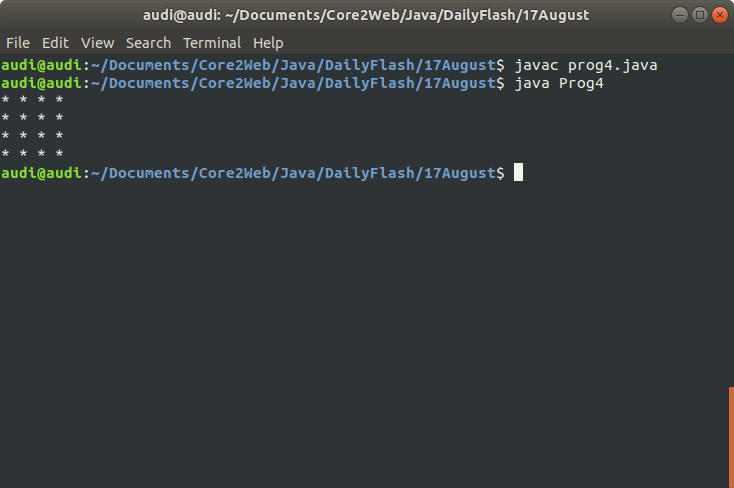 audi@audi: ~/Documents/Core2Web/Java/DailyFlash/17August
File Edit View Search Terminal Help
audi@audi:~/Documents/Core2Web/Java/DailyFlash/17August$ javac prog4.java
audi@audi:~/Documents/Core2Web/Java/DailyFlash/17August$ java Prog4
* * * *
* * * *
* * * *
* * * *
audi@audi:~/Documents/Core2Web/Java/DailyFlash/17August$